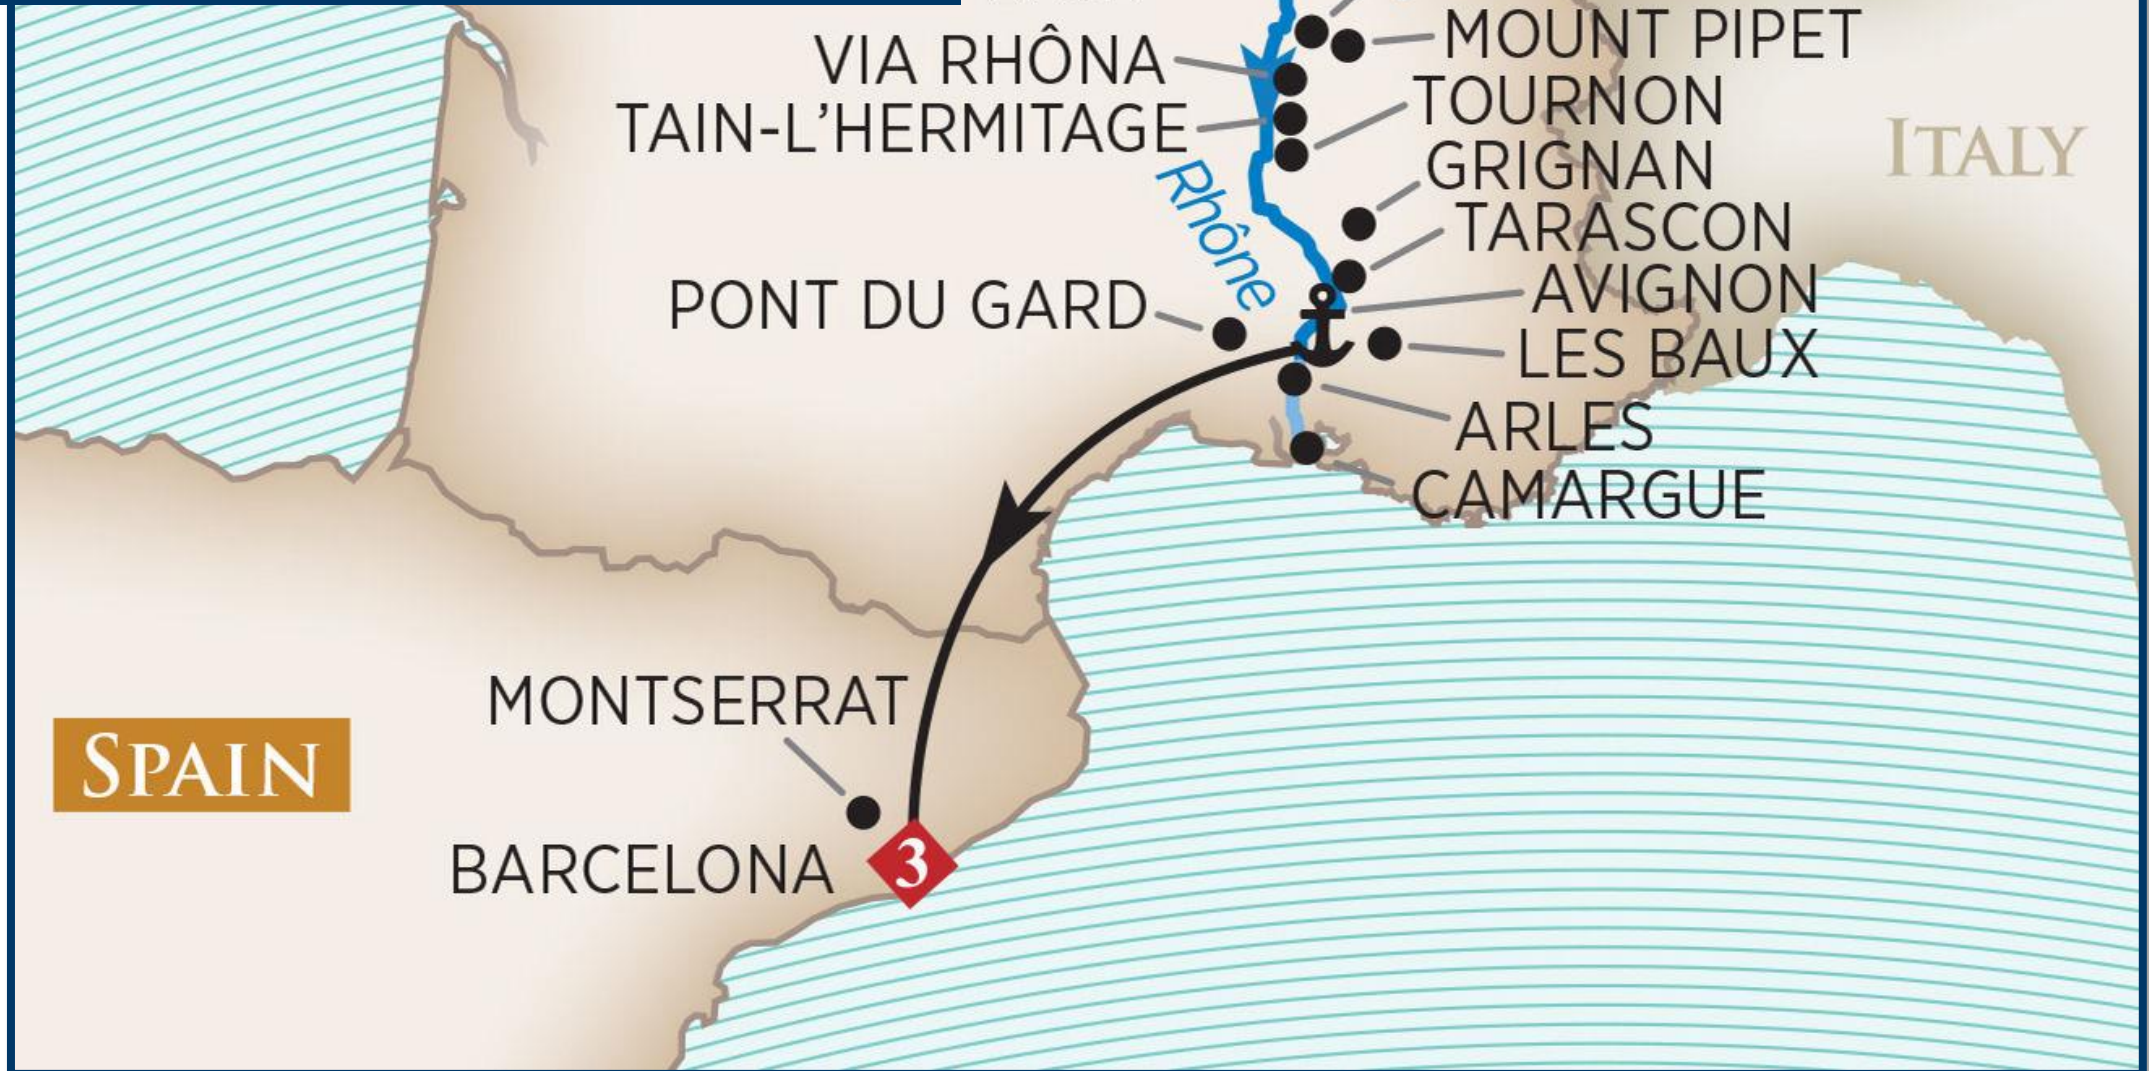 MOUNT PIPET
VIA RHÔNA
TOURNON
TAIN-L’HERMITAGE
ITALY
GRIGNAN
Rhône
TARASCON
AVIGNON
PONT DU GARD
LES BAUX
ARLES
CAMARGUE
MONTSERRAT
SPAIN
BARCELONA
3